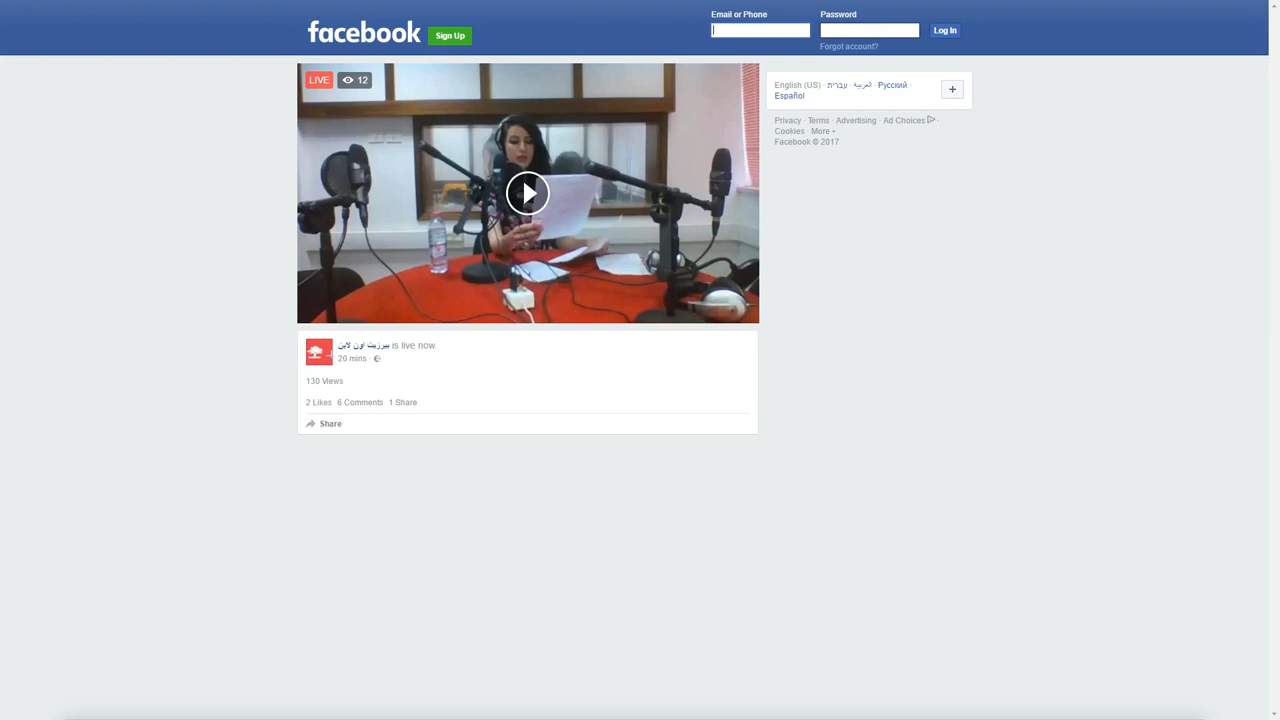 facebook
Sign Up
Email or Phone
Password
Log In
Forgot account?
LIVE
12
بيرزيت اون لاين is live now.
20 mins ·
130 Views
2 Likes 6 Comments 1 Share
Share
English (US) · עברית · العربية · Русский ·
Español
+
Privacy · Terms · Advertising · Ad Choices ·
Cookies · More
Facebook © 2017